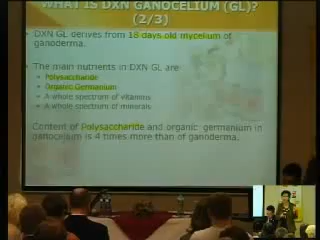 WHAT IS DXN GANOCELIUM (GL)?
(2/3)
DXN GL derives from 18 days old mycelium of
ganoderma.
The main nutrients in DXN GL are
Polysaccharide
Organic Germanium
A whole spectrum of vitamins
A whole spectrum of minerals
Content of Polysaccharide and organic germanium in
ganocelium is 4 times more than of ganoderma.